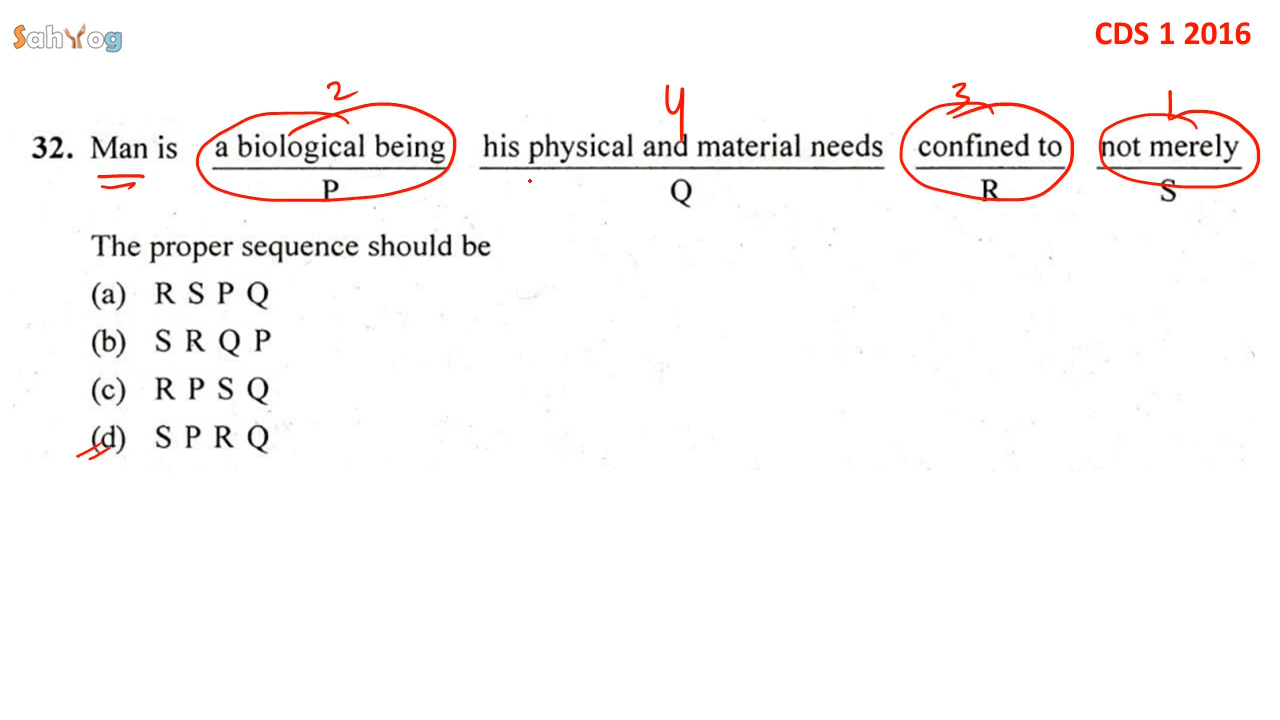 SahYog
CDS 1 2016
2 4 3 1
32. Man is a biological being his physical and material needs confined to not merely
P Q R S
The proper sequence should be
(a) R S P Q
(b) S R Q P
(c) R P S Q
(d) S P R Q